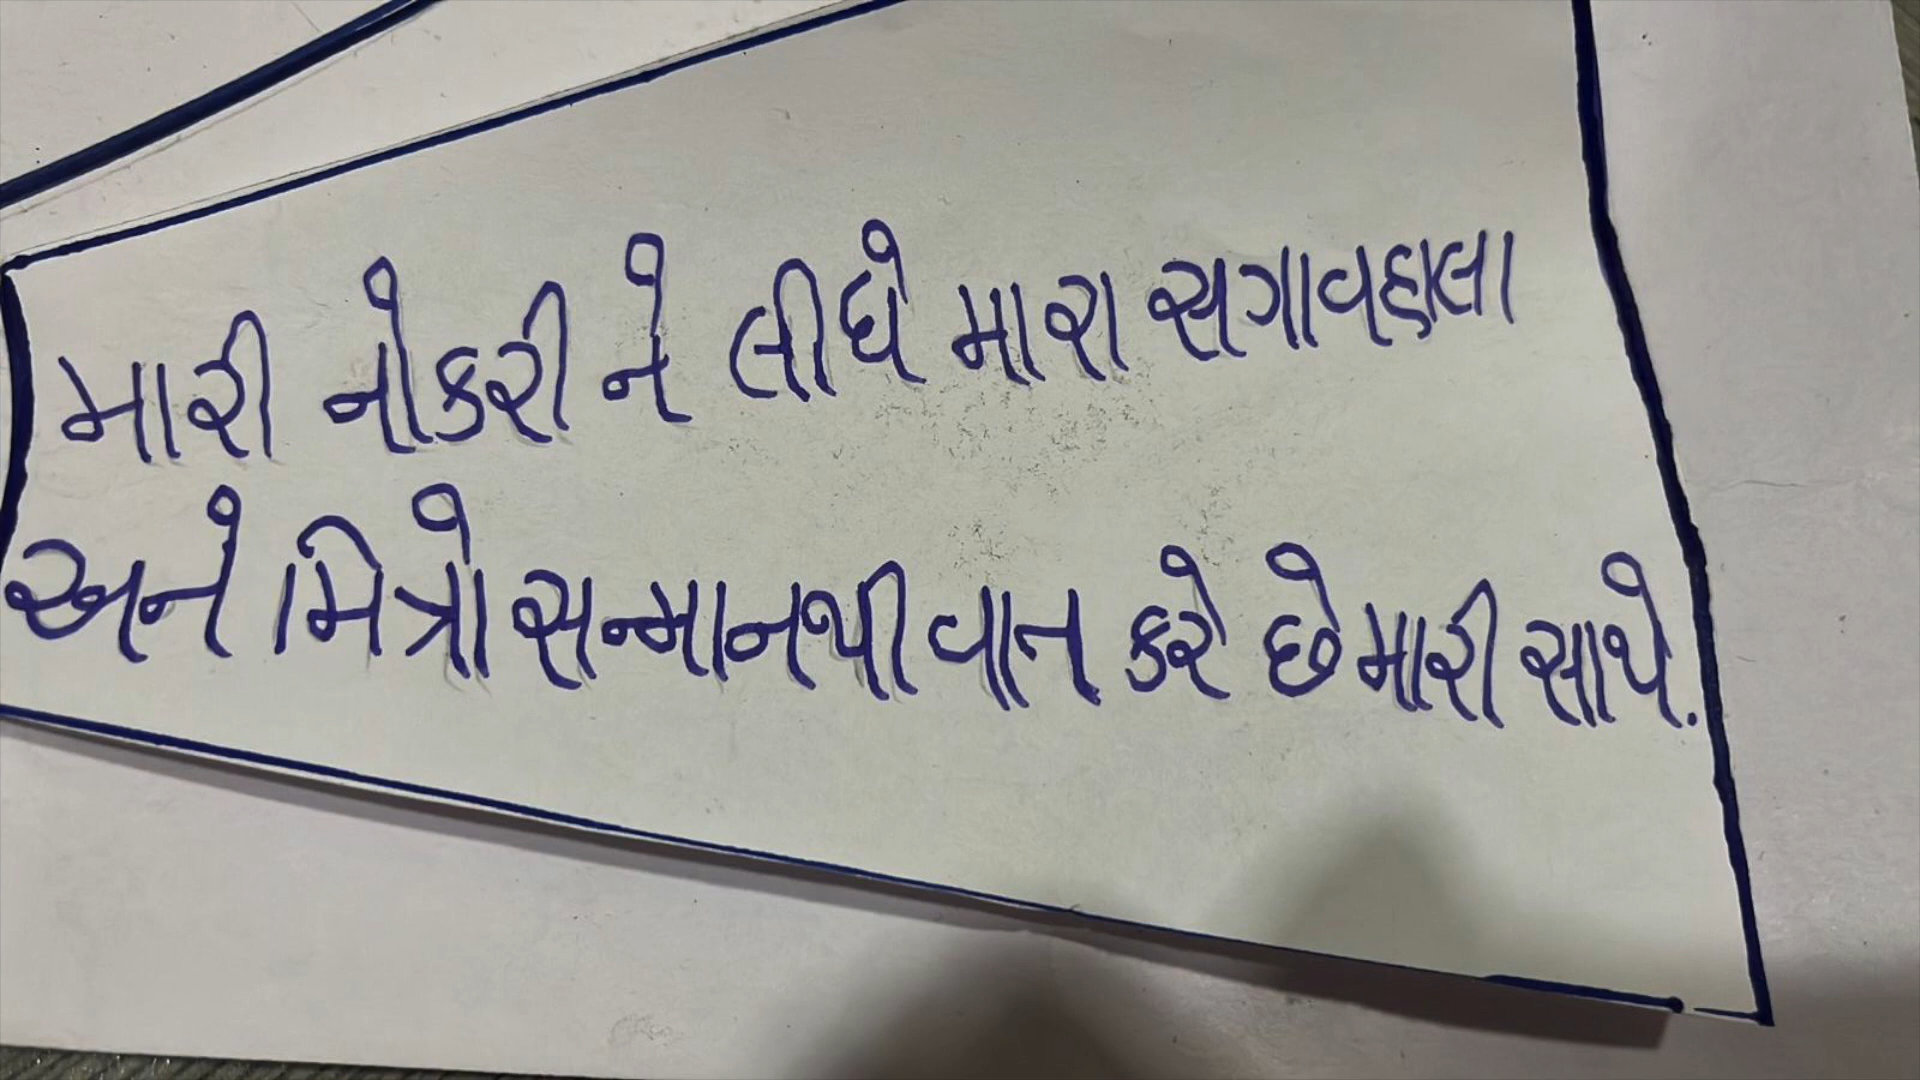 મારી નોકરી ને લીધે મારા સગાવહાલા
અને મિત્રો સન્માનથી વાત કરે છે મારી સાથે.